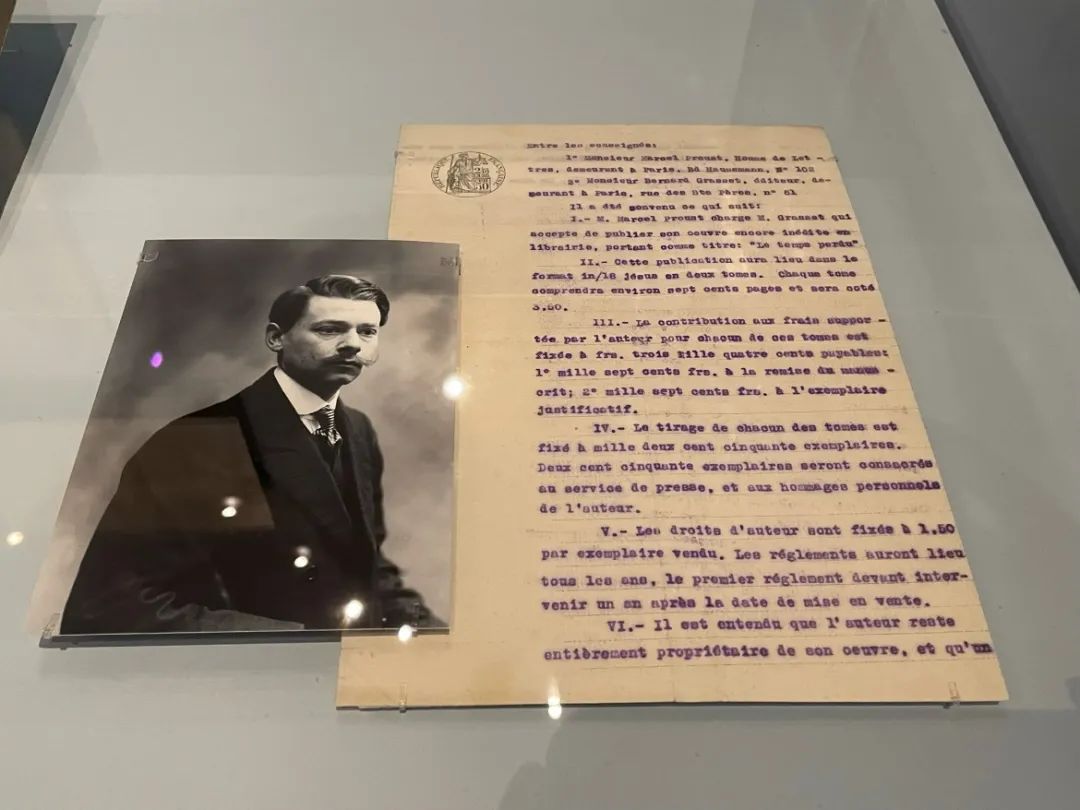 RÉPUBLIQUE FRANÇAISE
Entre les soussignés:
1° Monsieur Marcel Proust, Homme de Let -
tres, demeurant à Paris, Bd Haussmann, N° 102
2° Monsieur Bernard Grasset, éditeur, de-
meurant à Paris, rue des Sts Pères, n° 61
Il a été convenu ce qui suit:
I.- M. Marcel Proust charge M. Grasset qui
accepte de publier son oeuvre encore inédite en
librairie, portant comme titre: "Le temps perdu"
II.- Cette publication aura lieu dans le
format in/18 jésus en deux tomes. Chaque tome
comprendra environ sept cents pages et sera coté
3.50.
III.- La contribution aux frais suppor -
tée par l'auteur pour chacun de ces tomes est
fixée à frs. trois mille quatre cents payables:
1° mille sept cents frs. à la remise du manus -
crit; 2° mille sept cents frs. à l'exemplaire
justificatif.
IV.- Le tirage de chacun des tomes est
fixé à mille deux cent cinquante exemplaires.
Deux cent cinquante exemplaires seront consacrés
au service de presse, et aux hommages personnels
de l'auteur.
V.- Les droits d'auteur sont fixés à 1.50
par exemplaire vendu. Les réglements auront lieu
tous les ans, le premier réglement devant inter-
venir un an après la date de mise en vente.
VI.- Il est entendu que l'auteur reste
entièrement propriétaire de son oeuvre, et qu'un